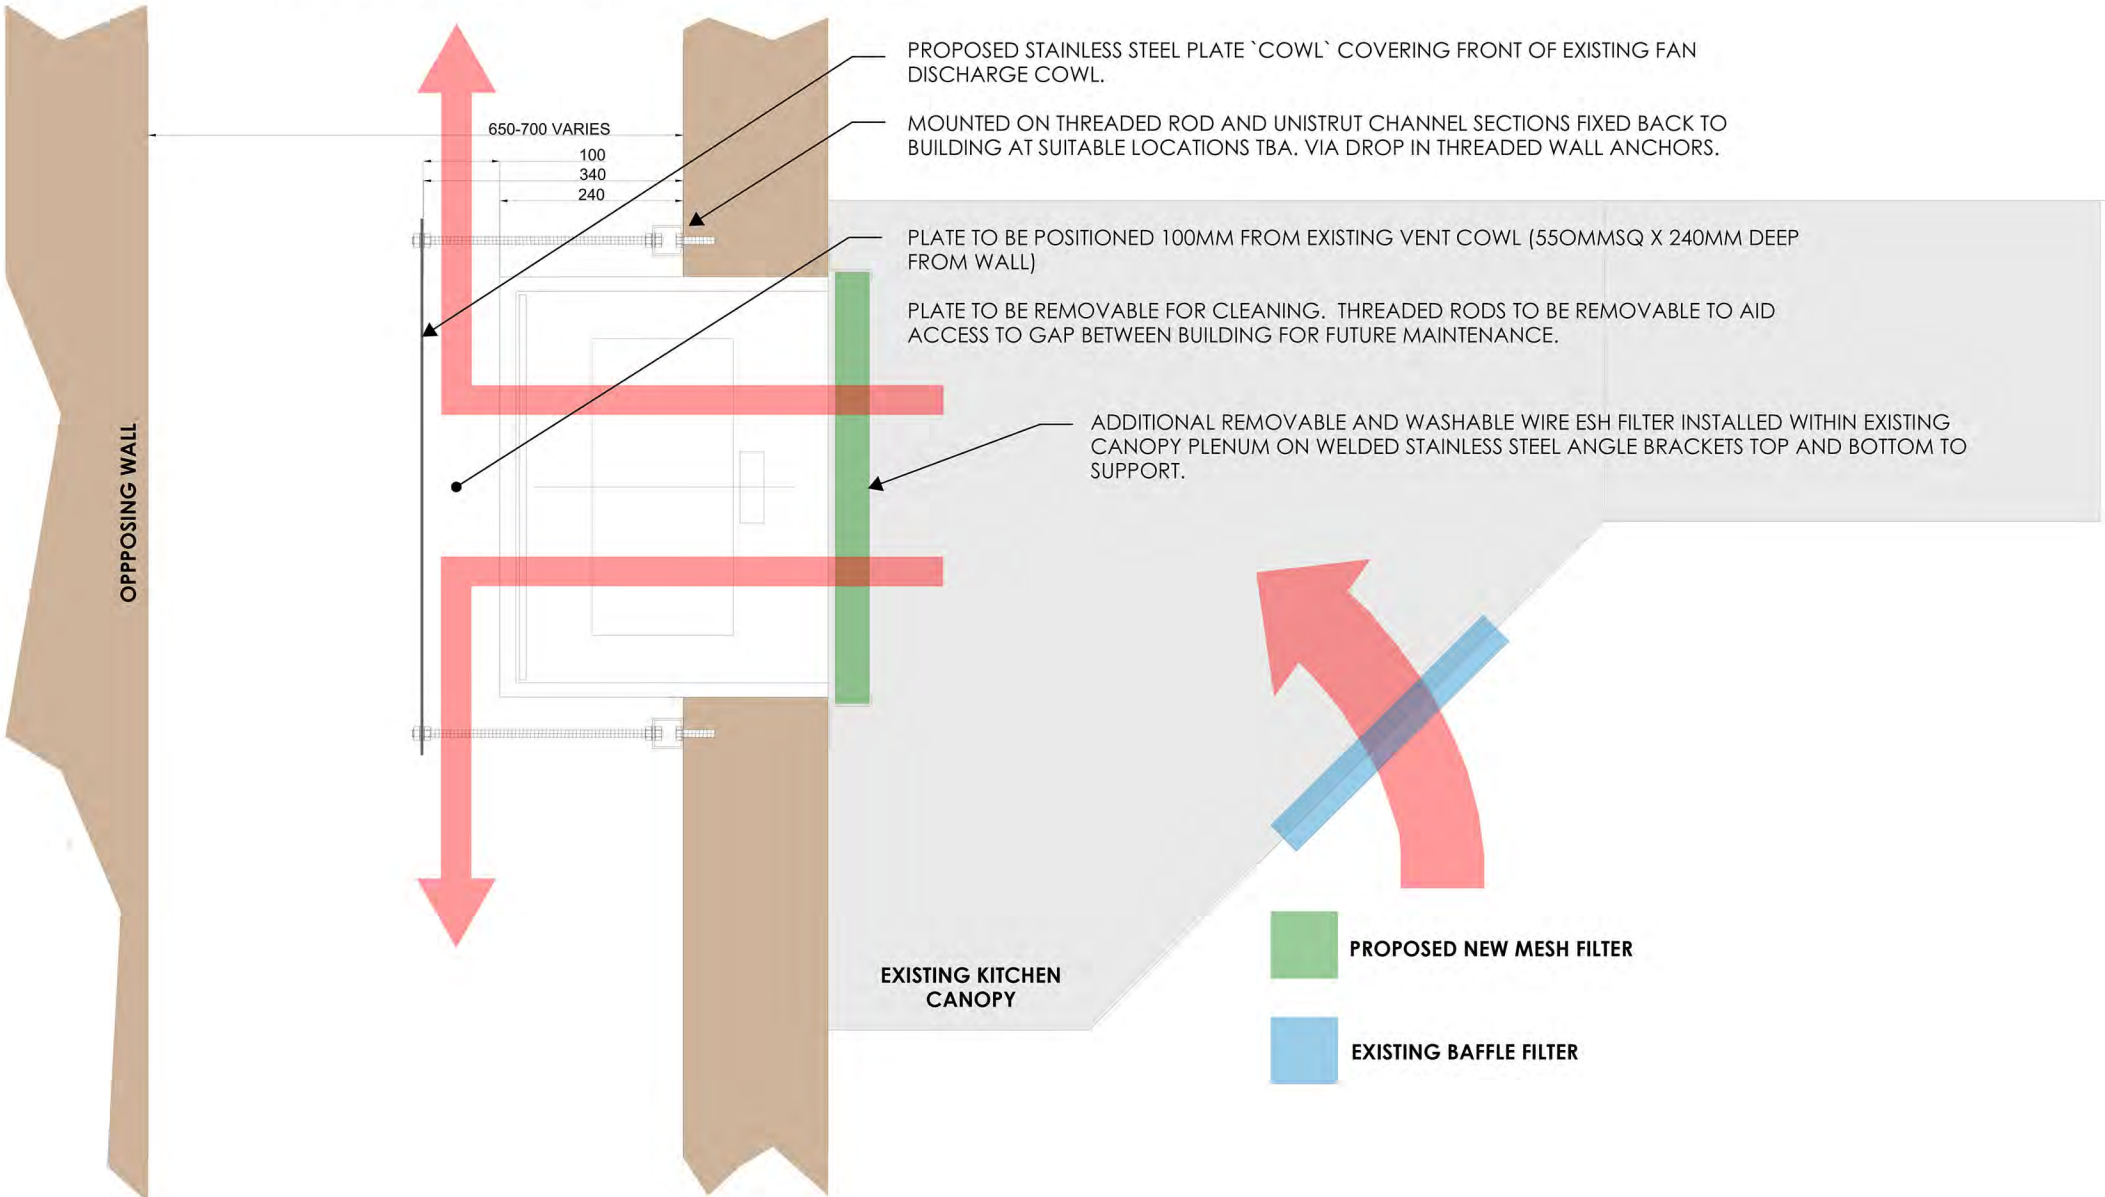 PROPOSED STAINLESS STEEL PLATE `COWL` COVERING FRONT OF EXISTING FAN
DISCHARGE COWL.
MOUNTED ON THREADED ROD AND UNISTRUT CHANNEL SECTIONS FIXED BACK TO
BUILDING AT SUITABLE LOCATIONS TBA. VIA DROP IN THREADED WALL ANCHORS.
650-700 VARIES
100
340
240
PLATE TO BE POSITIONED 100MM FROM EXISTING VENT COWL (55OMMSQ X 240MM DEEP
FROM WALL)
PLATE TO BE REMOVABLE FOR CLEANING. THREADED RODS TO BE REMOVABLE TO AID
ACCESS TO GAP BETWEEN BUILDING FOR FUTURE MAINTENANCE.
ADDITIONAL REMOVABLE AND WASHABLE WIRE ESH FILTER INSTALLED WITHIN EXISTING
CANOPY PLENUM ON WELDED STAINLESS STEEL ANGLE BRACKETS TOP AND BOTTOM TO
SUPPORT.
OPPPOSING WALL
EXISTING KITCHEN
CANOPY
PROPOSED NEW MESH FILTER
EXISTING BAFFLE FILTER